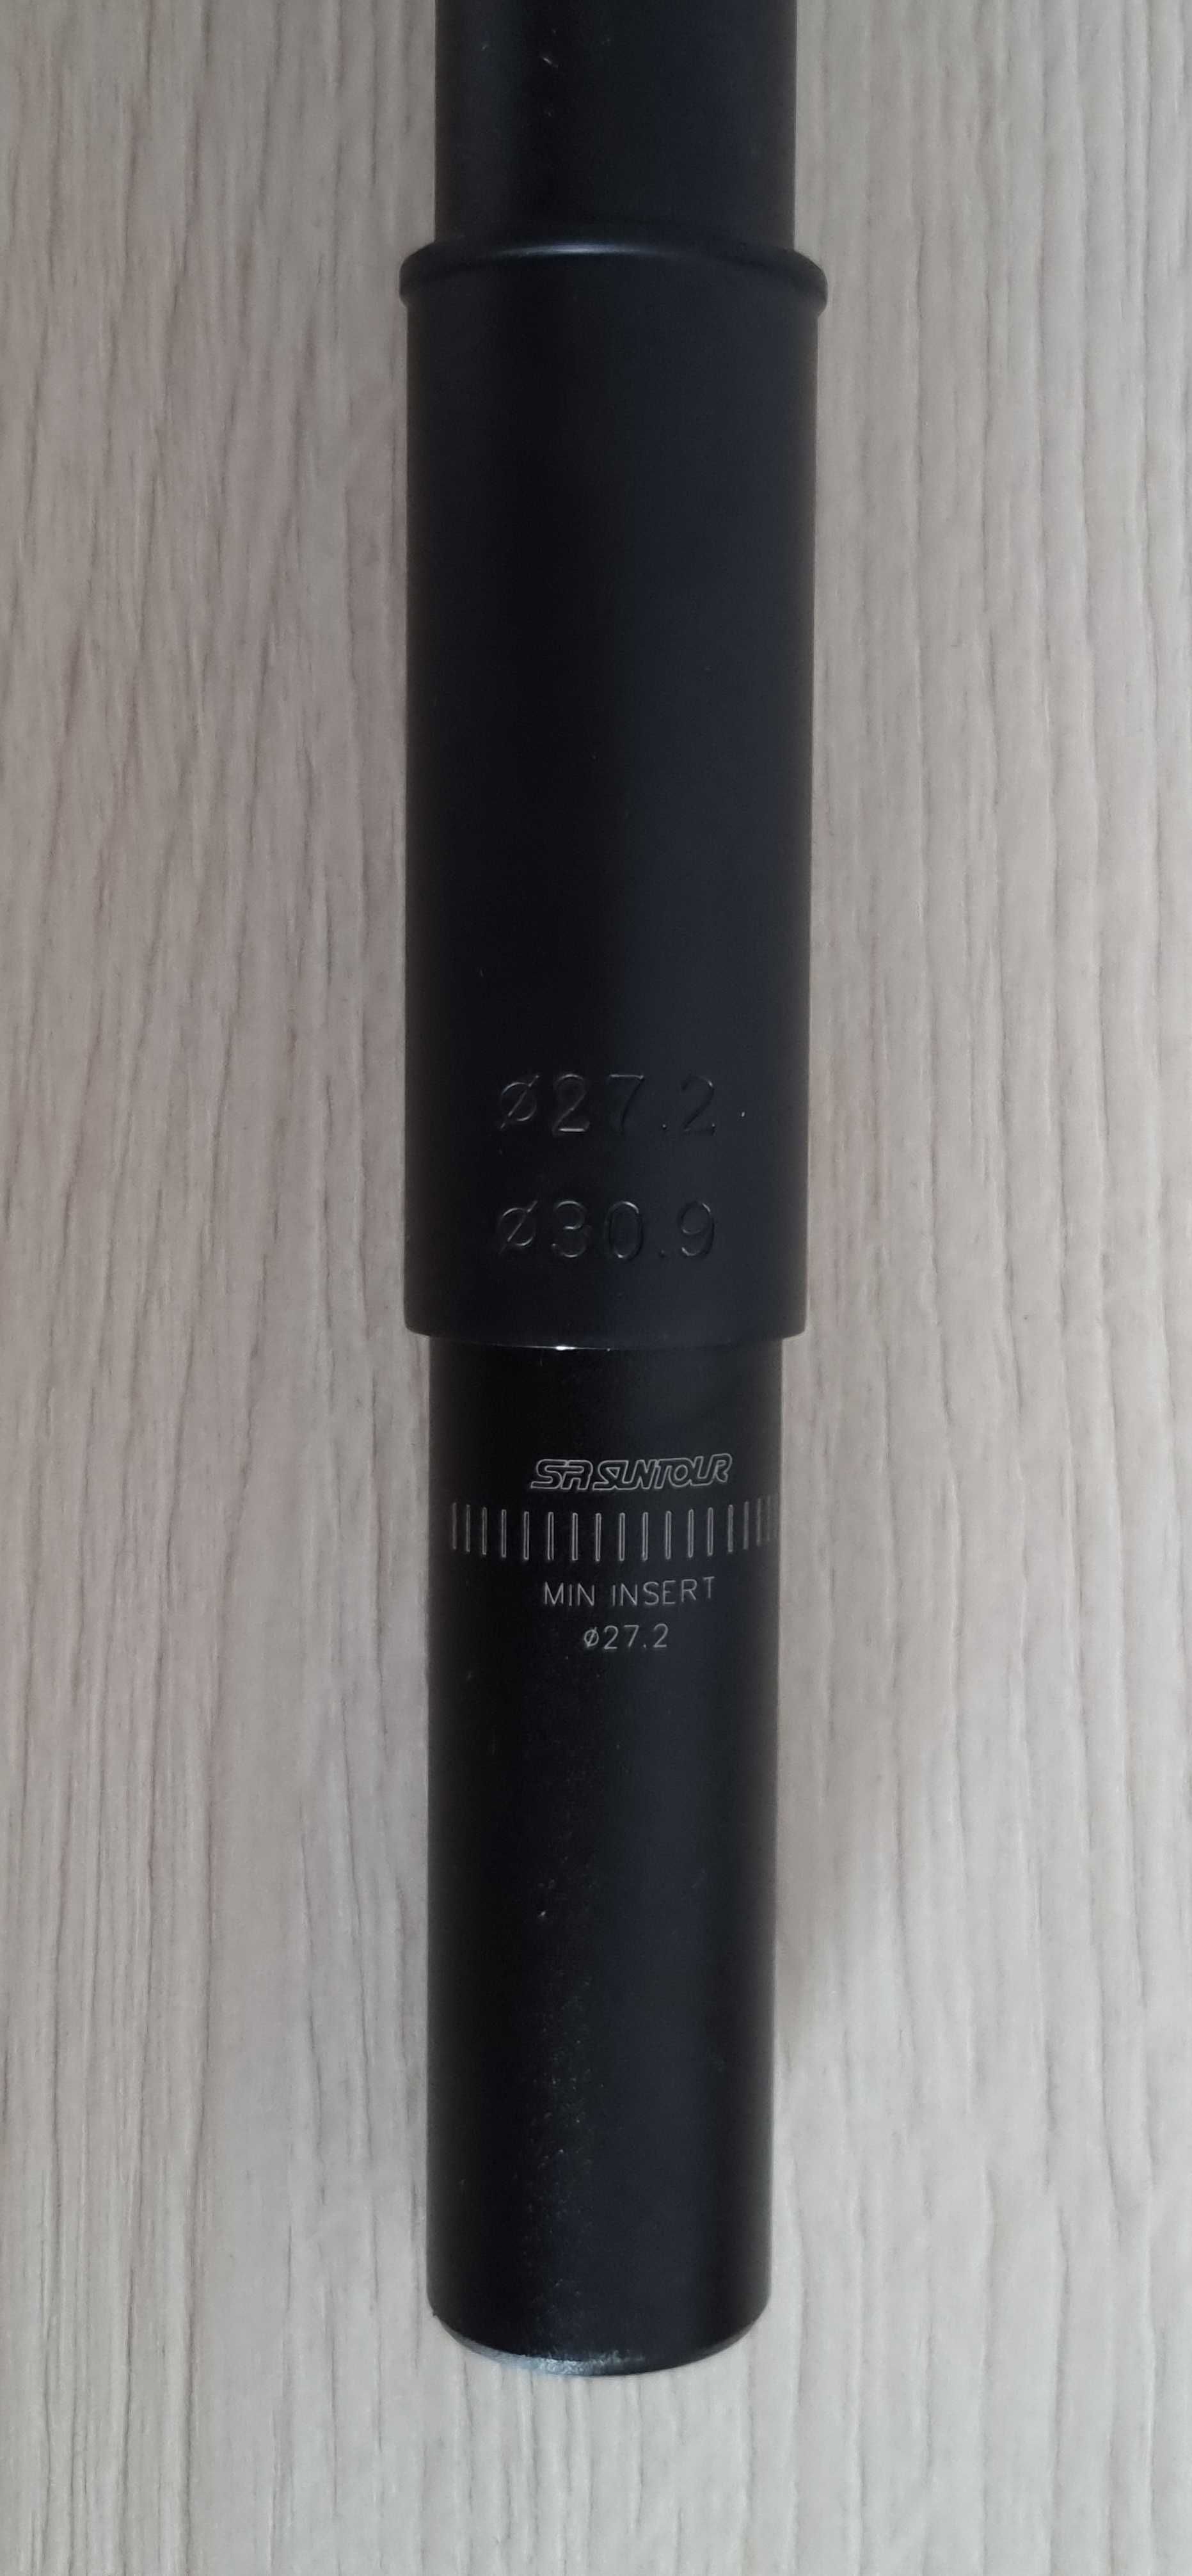 ø27.2
ø30.9
SR SUNTOUR
MIN INSERT
ø27.2